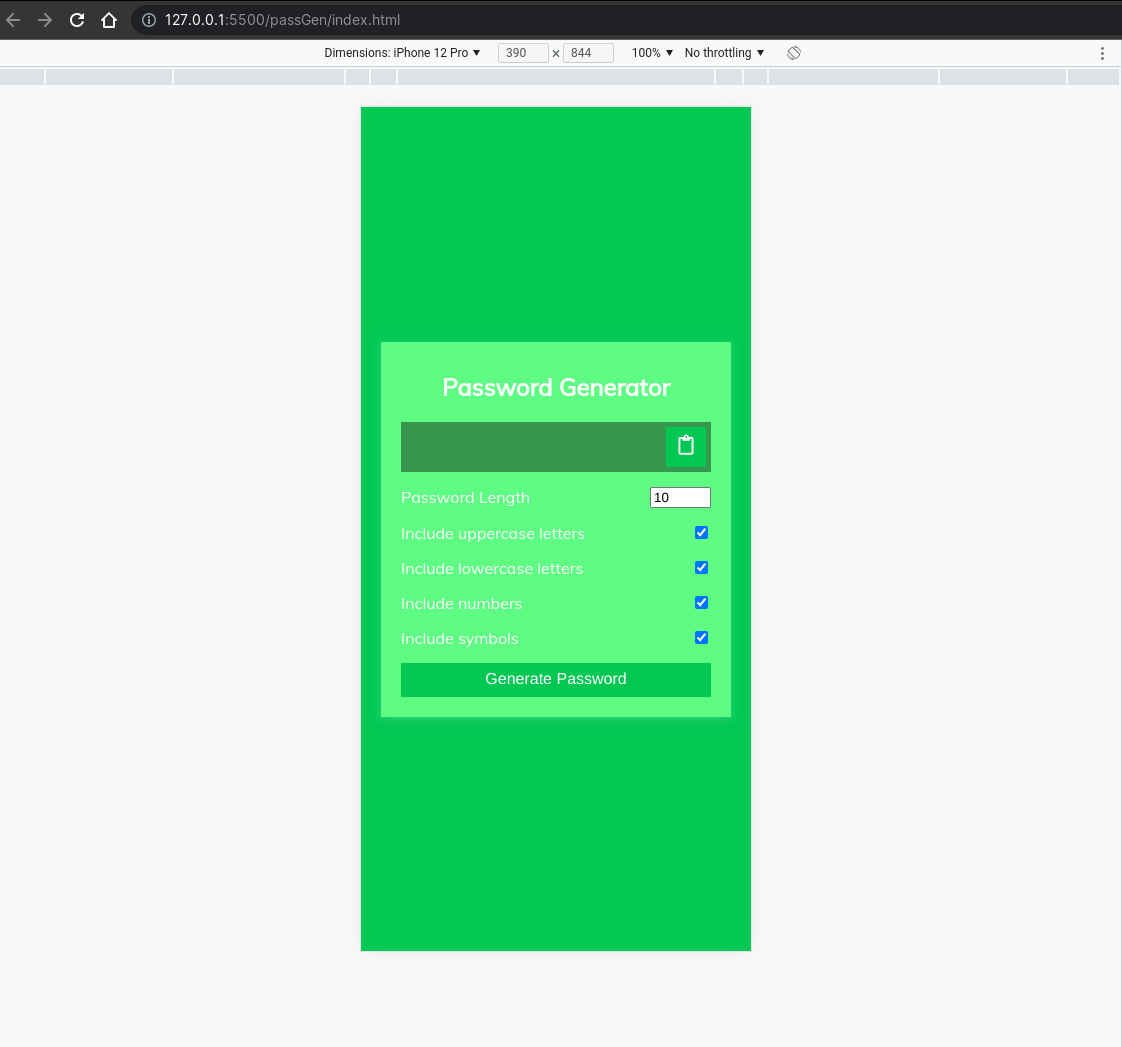 127.0.0.1:5500/passGen/index.html
Dimensions: iPhone 12 Pro ▼ 390 × 844 100% ▼ No throttling ▼
Password Generator
Password Length 10
Include uppercase letters
Include lowercase letters
Include numbers
Include symbols
Generate Password